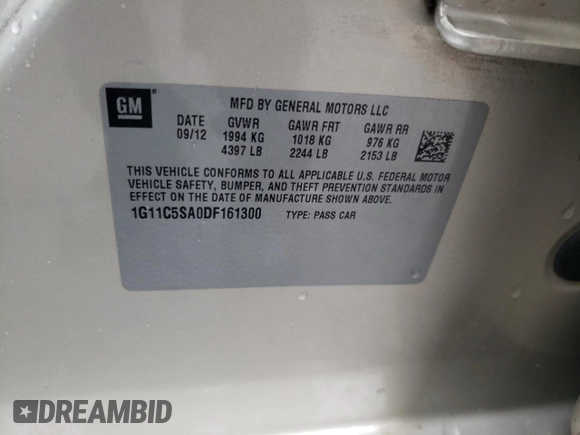 GM ®
MFD BY GENERAL MOTORS LLC
DATE GVWR GAWR FRT GAWR RR
09/12 1994 KG 1018 KG 976 KG
4397 LB 2244 LB 2153 LB
THIS VEHICLE CONFORMS TO ALL APPLICABLE U.S. FEDERAL MOTOR
VEHICLE SAFETY, BUMPER, AND THEFT PREVENTION STANDARDS IN
EFFECT ON THE DATE OF MANUFACTURE SHOWN ABOVE.
1G11C5SA0DF161300 TYPE: PASS CAR
DREAMBID